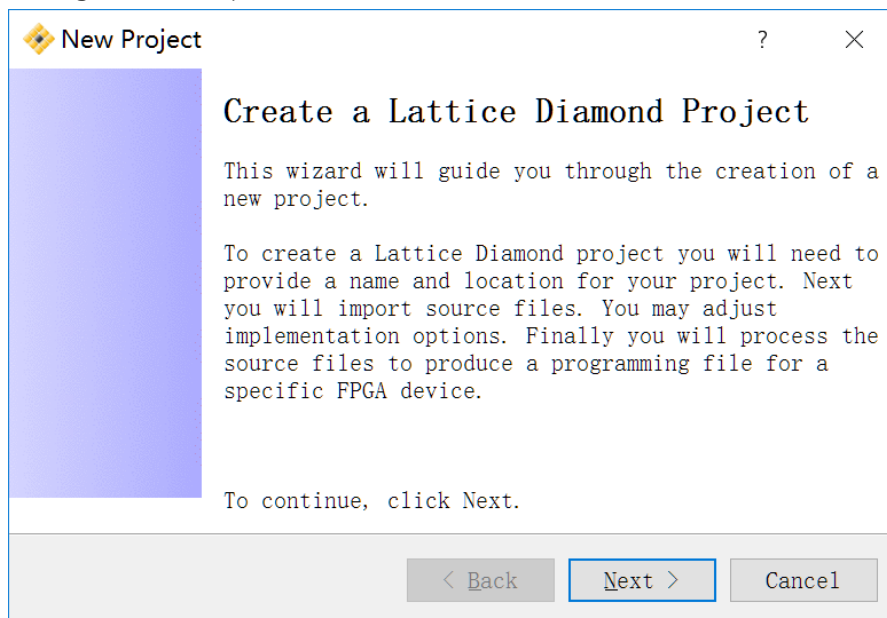 New Project
?
Create a Lattice Diamond Project
This wizard will guide you through the creation of a
new project.
To create a Lattice Diamond project you will need to
provide a name and location for your project. Next
you will import source files. You may adjust
implementation options. Finally you will process the
source files to produce a programming file for a
specific FPGA device.
To continue, click Next.
< Back
Next >
Cancel